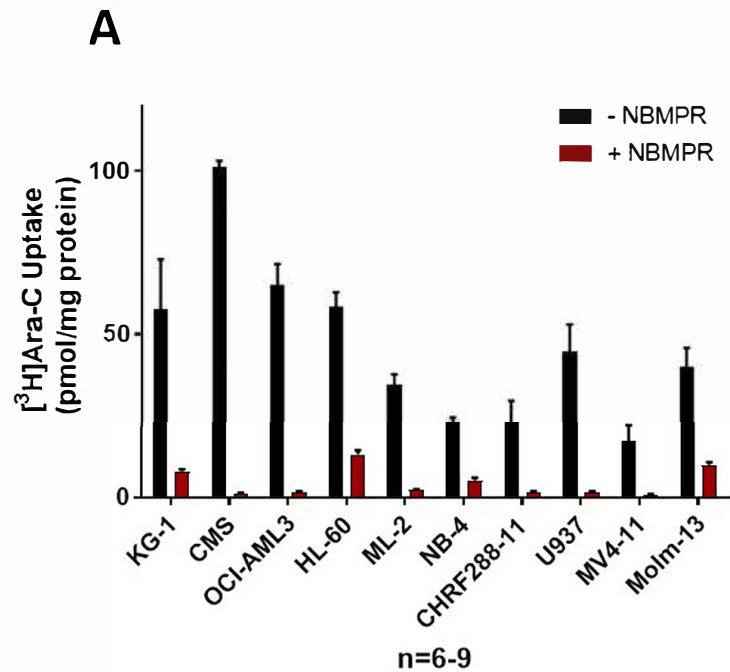 A
- NBMPR
+ NBMPR
[³H]Ara-C Uptake
(pmol/mg protein)
100
50
0
KG-1
CMS
OCI-AML3
HL-60
ML-2
NB-4
CHRF288-11
U937
MV4-11
Molm-13
n=6-9